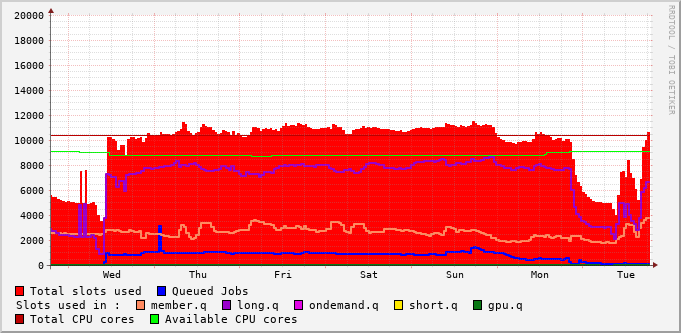 20000
18000
16000
14000
12000
10000
8000
6000
4000
2000
0
Wed Thu Fri Sat Sun Mon Tue
Total slots used Queued Jobs
Slots used in : member.q long.q ondemand.q short.q gpu.q
Total CPU cores Available CPU cores
RRDTOOL / TOBI OETIKER